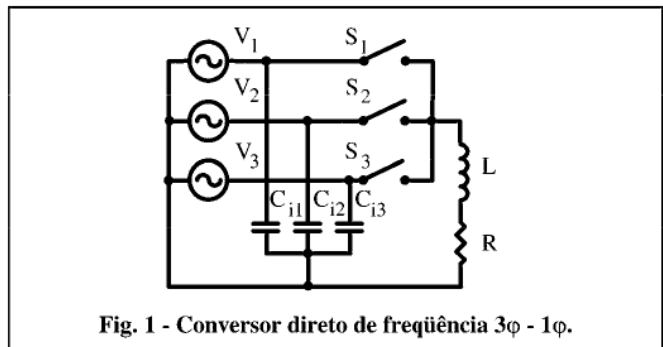 V1
S1
V2
S2
V3
S3
Ci1 Ci2 Ci3
L
R
Fig. 1 - Conversor direto de freqüência 3φ - 1φ.